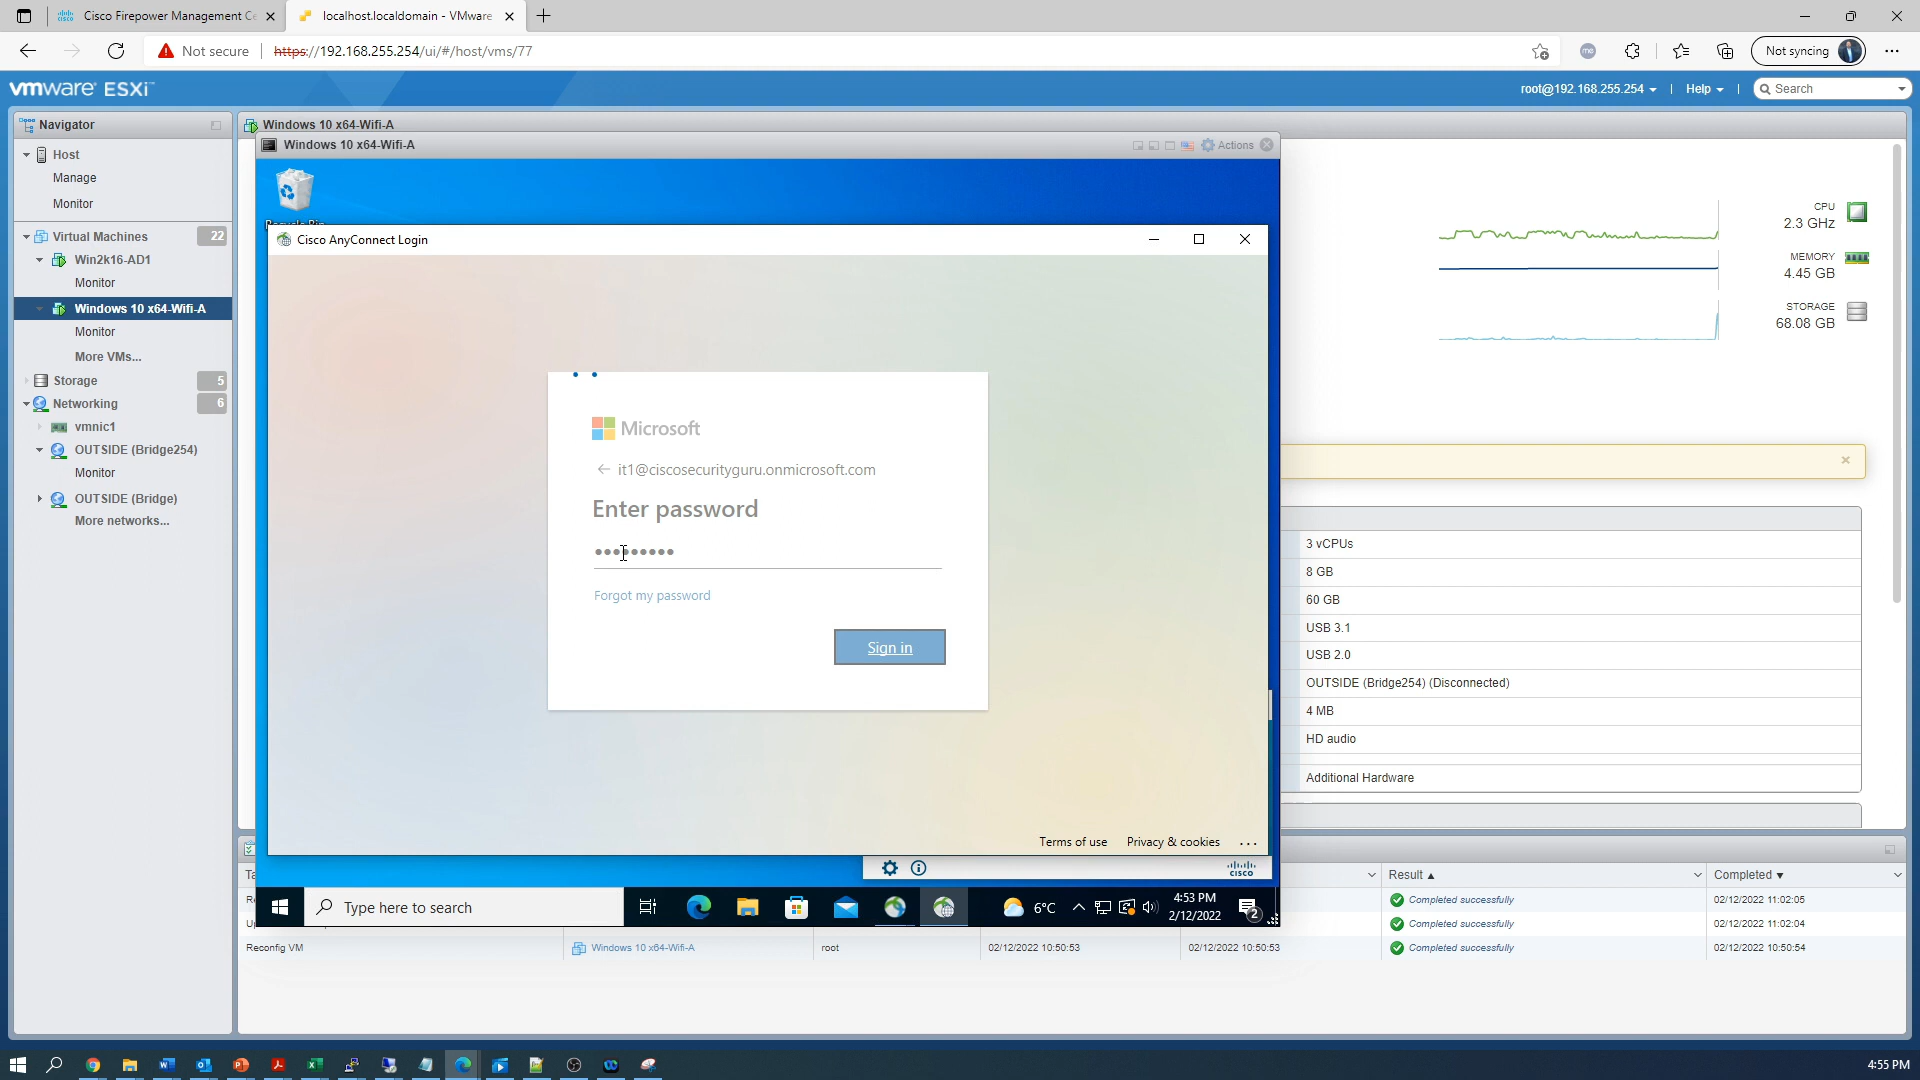 Cisco Firepower Management Ce
localhost.localdomain - VMware
Not secure
https://192.168.255.254/ui/#/host/vms/77
Not syncing
vmware ESXi™
root@192.168.255.254
Help
Search
Navigator
Windows 10 x64-Wifi-A
Host
Manage
Monitor
Virtual Machines
22
Win2k16-AD1
Monitor
Windows 10 x64-Wifi-A
Monitor
More VMs...
Storage
5
Networking
6
vmnic1
OUTSIDE (Bridge254)
Monitor
OUTSIDE (Bridge)
More networks...
Windows 10 x64-Wifi-A
Actions
Recycle Bin
Cisco AnyConnect Login
Microsoft
it1@ciscosecurityguru.onmicrosoft.com
Enter password
Forgot my password
Sign in
Terms of use
Privacy & cookies
...
CISCO
Type here to search
6°C
4:53 PM
2/12/2022
2
CPU
2.3 GHz
MEMORY
4.45 GB
STORAGE
68.08 GB
3 vCPUs
8 GB
60 GB
USB 3.1
USB 2.0
OUTSIDE (Bridge254) (Disconnected)
4 MB
HD audio
Additional Hardware
Result
Completed
Completed successfully
02/12/2022 11:02:05
Completed successfully
02/12/2022 11:02:04
Reconfig VM
Windows 10 x64-Wifi-A
root
02/12/2022 10:50:53
02/12/2022 10:50:53
Completed successfully
02/12/2022 10:50:54
4:55 PM